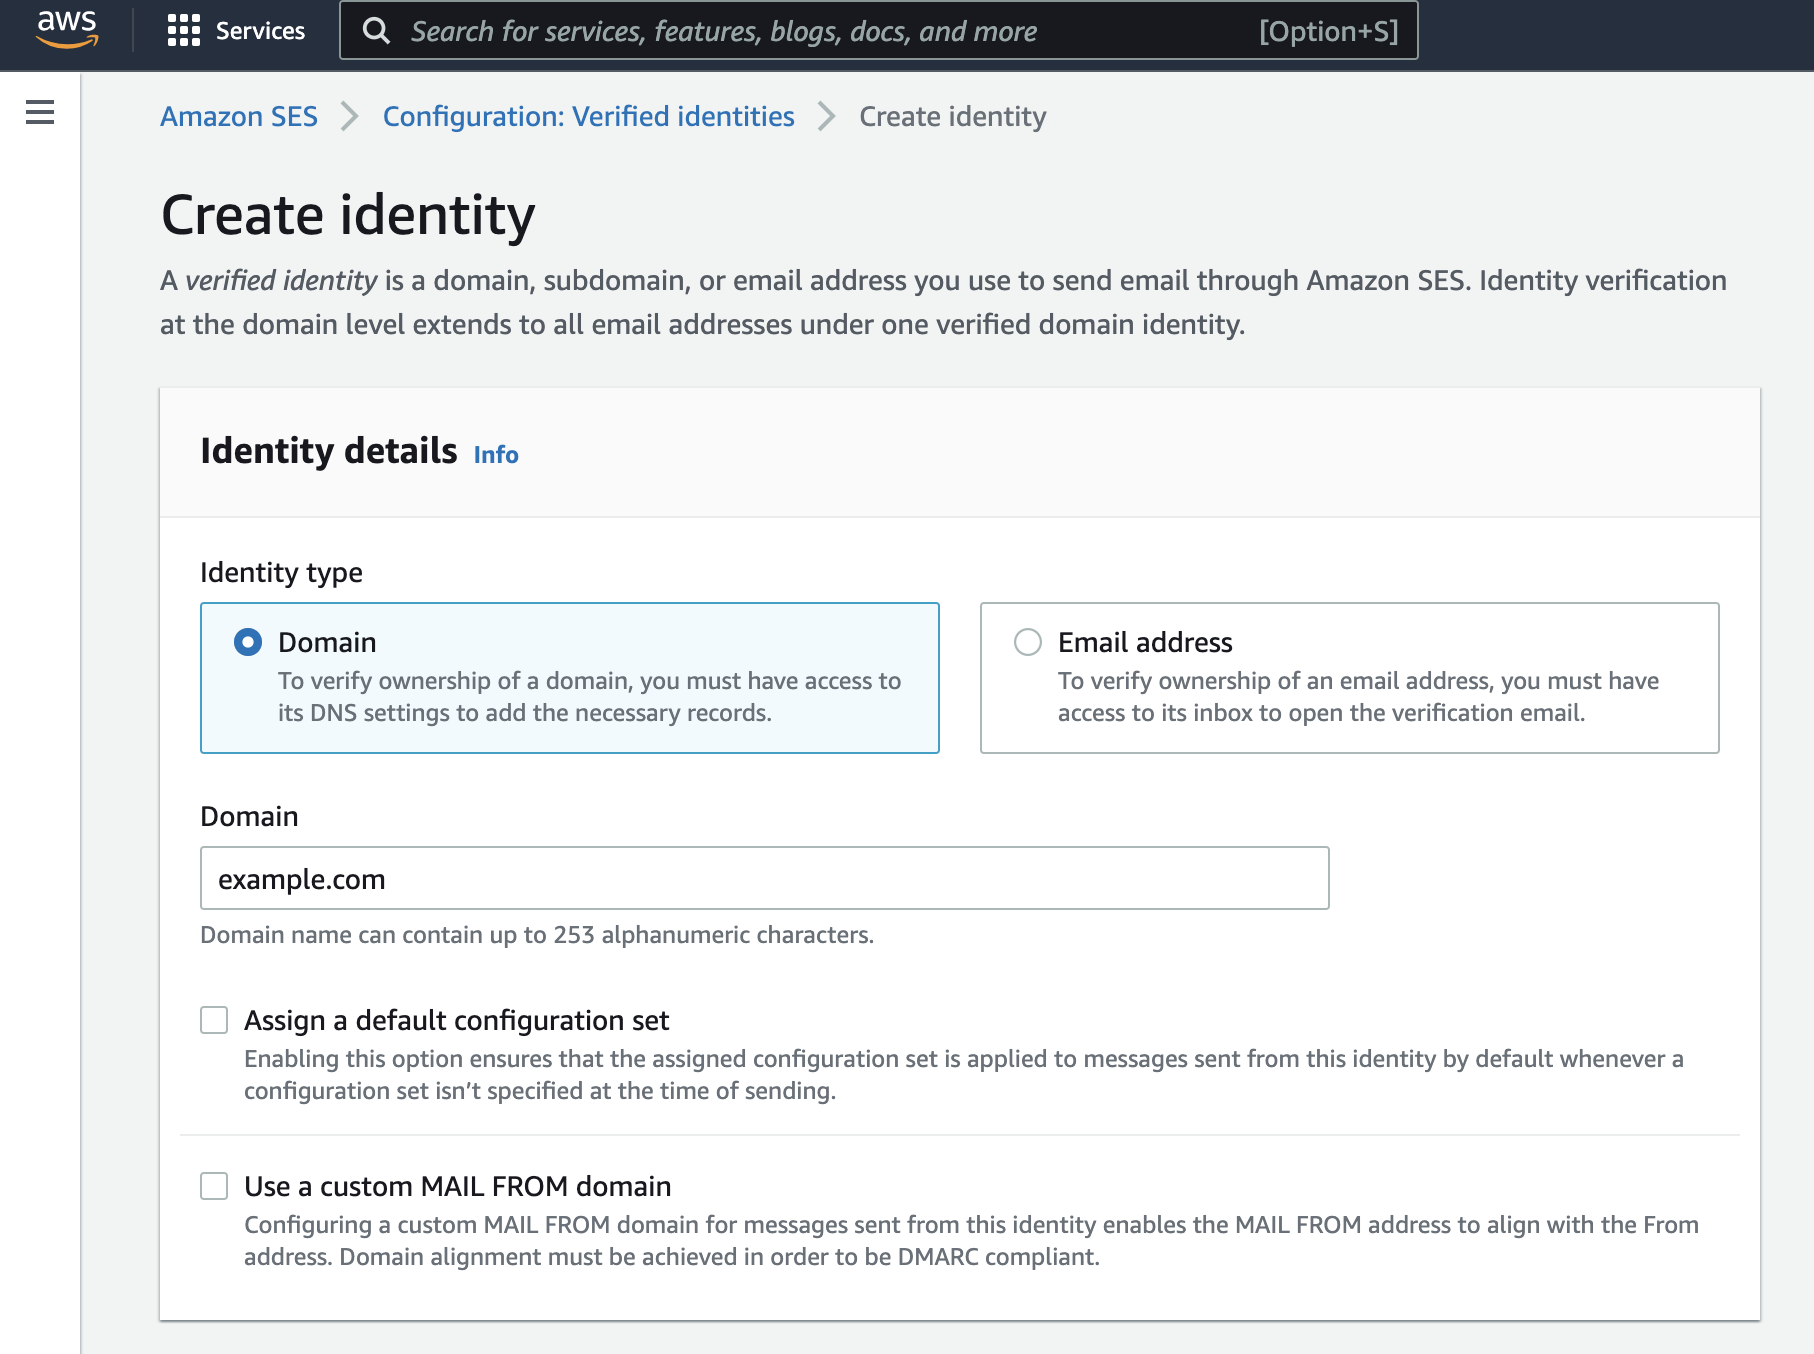 aws
Services
Search for services, features, blogs, docs, and more
[Option+S]
Amazon SES
Configuration: Verified identities
Create identity
Create identity
A verified identity is a domain, subdomain, or email address you use to send email through Amazon SES. Identity verification
at the domain level extends to all email addresses under one verified domain identity.
Identity details Info
Identity type
Domain
To verify ownership of a domain, you must have access to
its DNS settings to add the necessary records.
Email address
To verify ownership of an email address, you must have
access to its inbox to open the verification email.
Domain
example.com
Domain name can contain up to 253 alphanumeric characters.
Assign a default configuration set
Enabling this option ensures that the assigned configuration set is applied to messages sent from this identity by default whenever a
configuration set isn’t specified at the time of sending.
Use a custom MAIL FROM domain
Configuring a custom MAIL FROM domain for messages sent from this identity enables the MAIL FROM address to align with the From
address. Domain alignment must be achieved in order to be DMARC compliant.